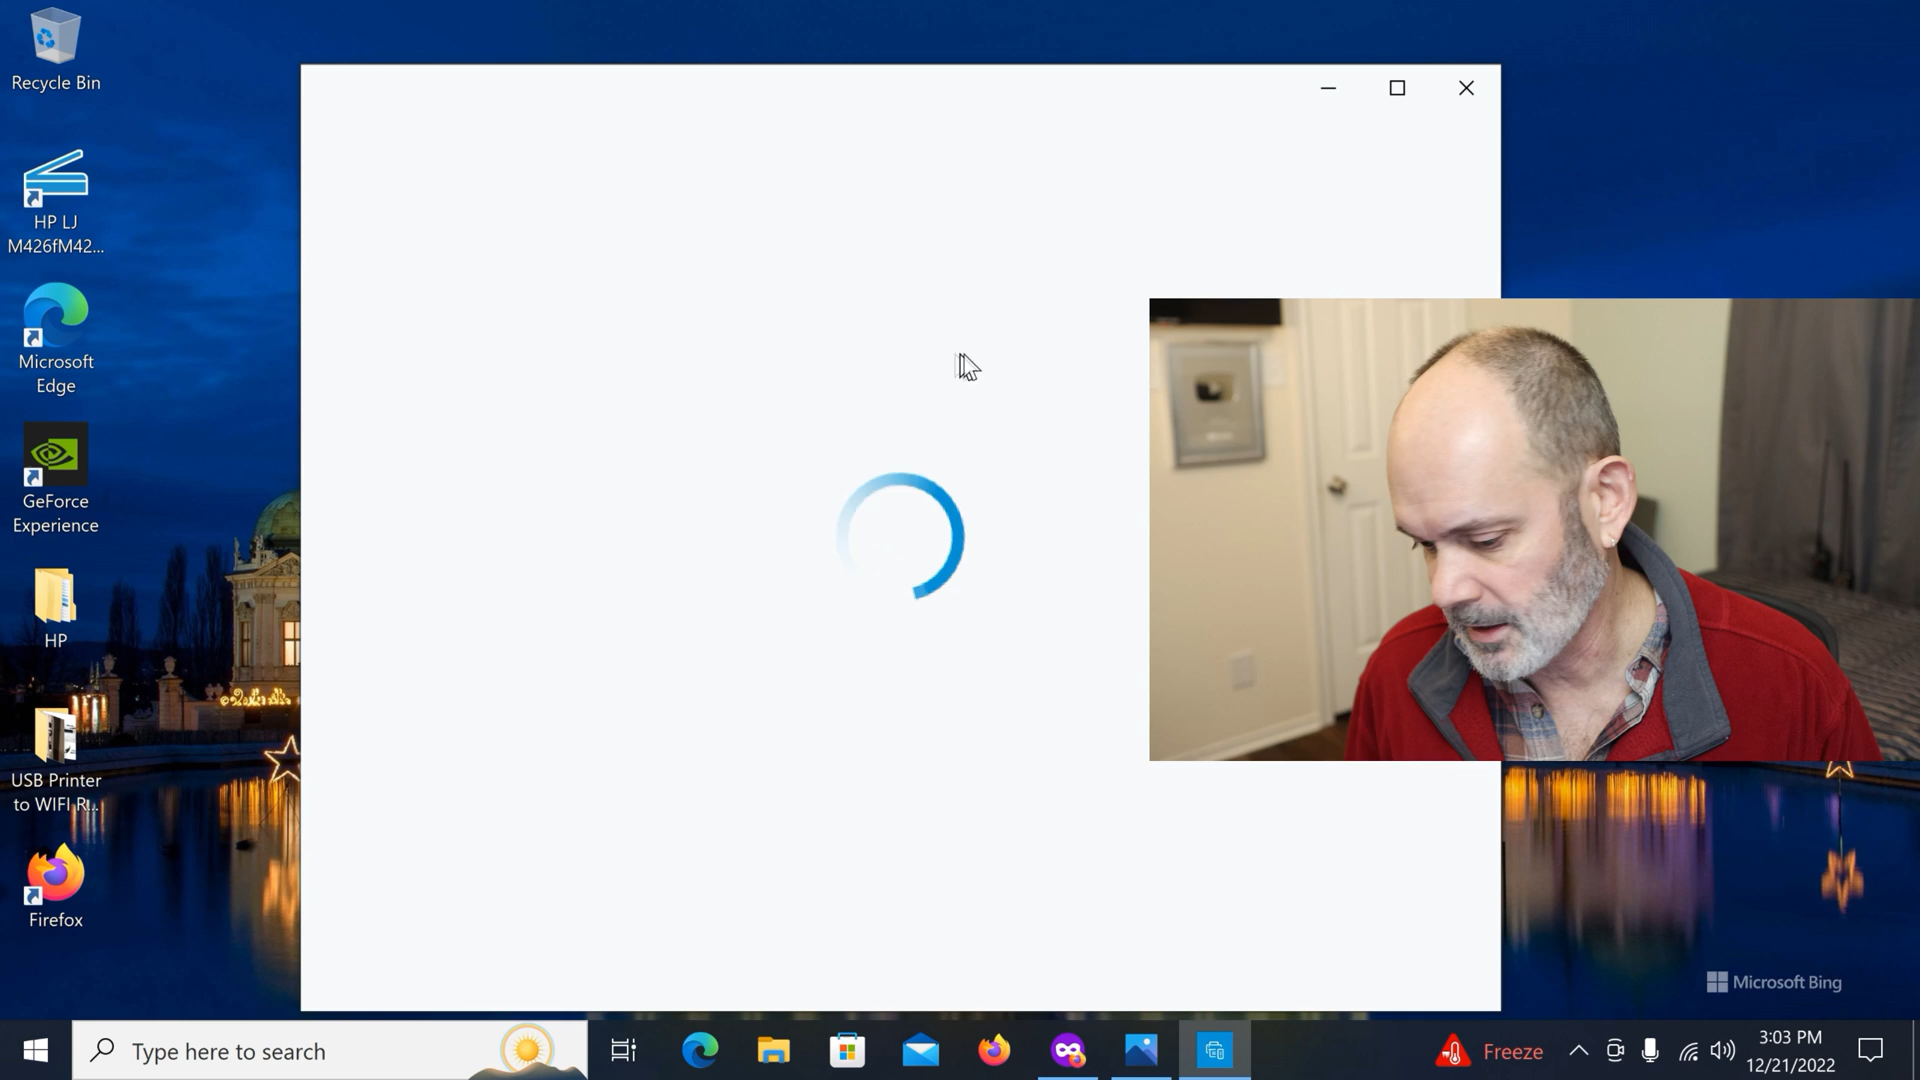 Recycle Bin
HP LJ
M426fM42...
Microsoft
Edge
GeForce
Experience
HP
USB Printer
to WIFI R...
Firefox
Microsoft Bing
Type here to search
Freeze
3:03 PM
12/21/2022